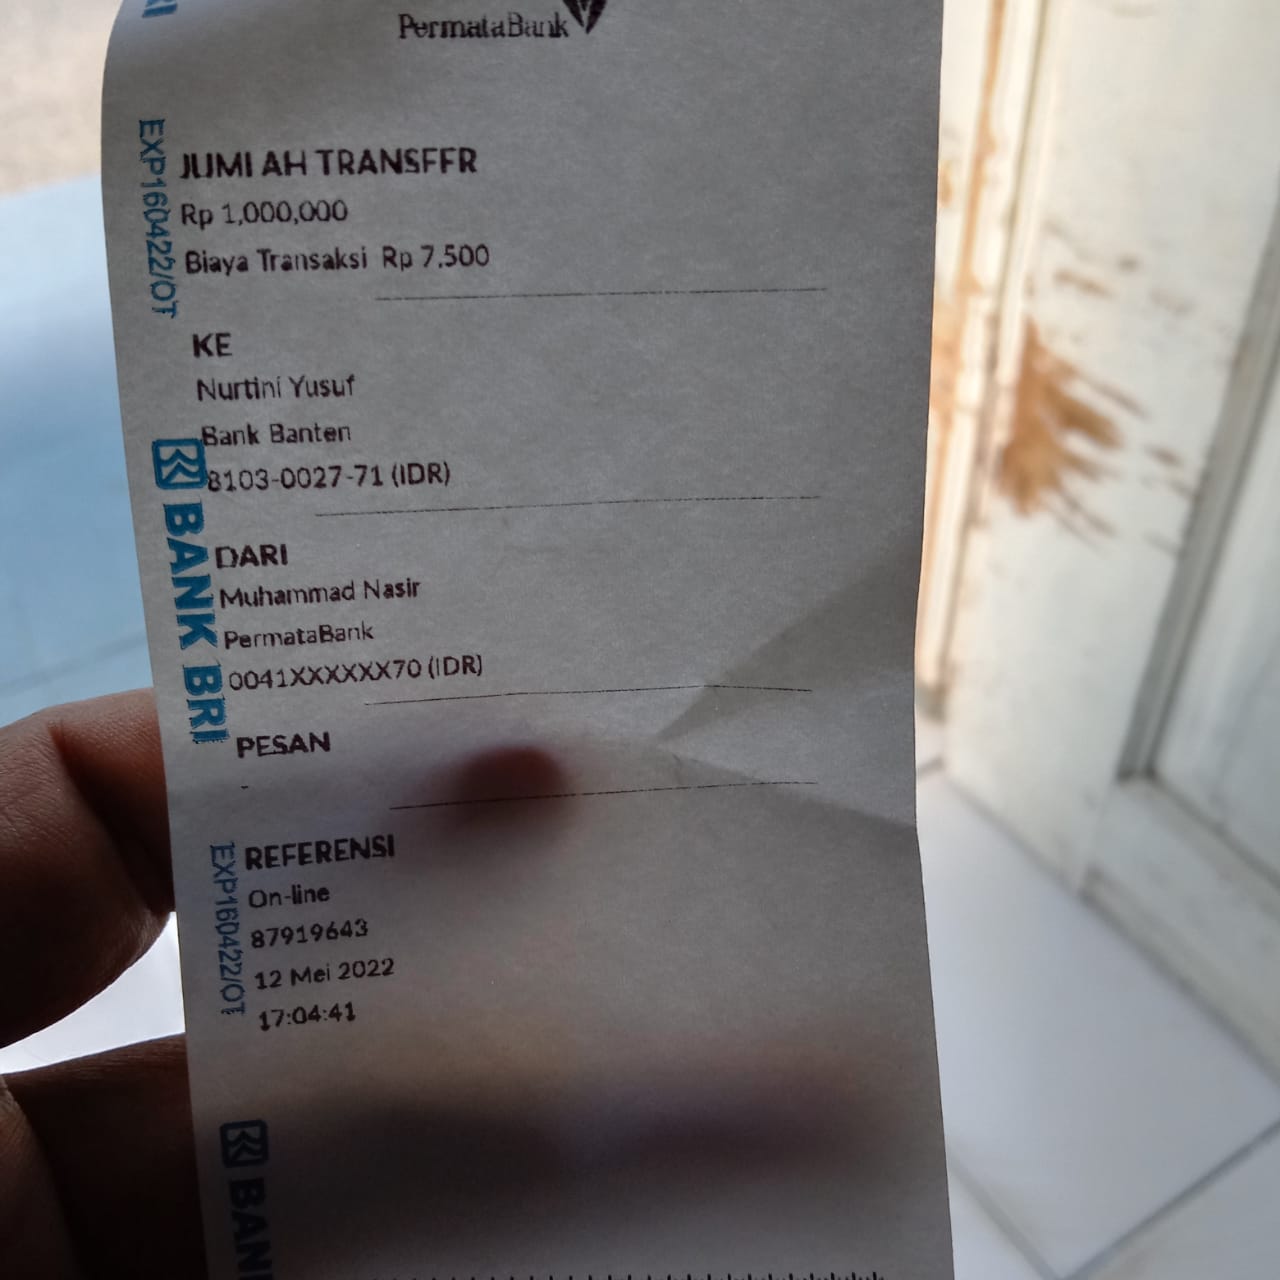 PermataBank
JUMLAH TRANSFER
Rp 1,000,000
Biaya Transaksi Rp 7.500
KE
Nurtini Yusuf
Bank Banten
8103-0027-71 (IDR)
DARI
Muhammad Nasir
PermataBank
0041XXXXXX70 (IDR)
PESAN
-
REFERENSI
On-line
87919643
12 Mei 2022
17:04:41
RI
EXP160422/OT
BANK BRI
EXP160422/OT
BAN